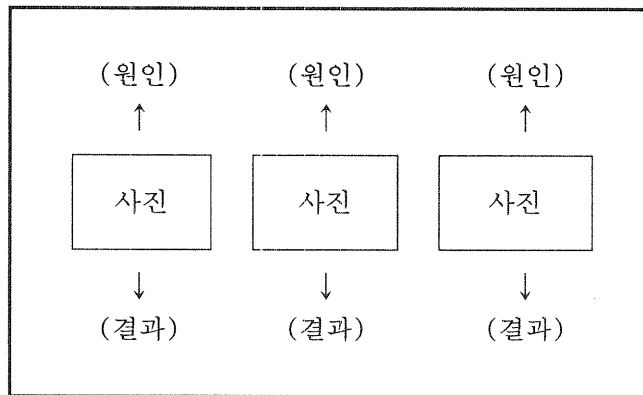 (원인) (원인) (원인)
↑ ↑ ↑
사진 사진 사진
↓ ↓ ↓
(결과) (결과) (결과)